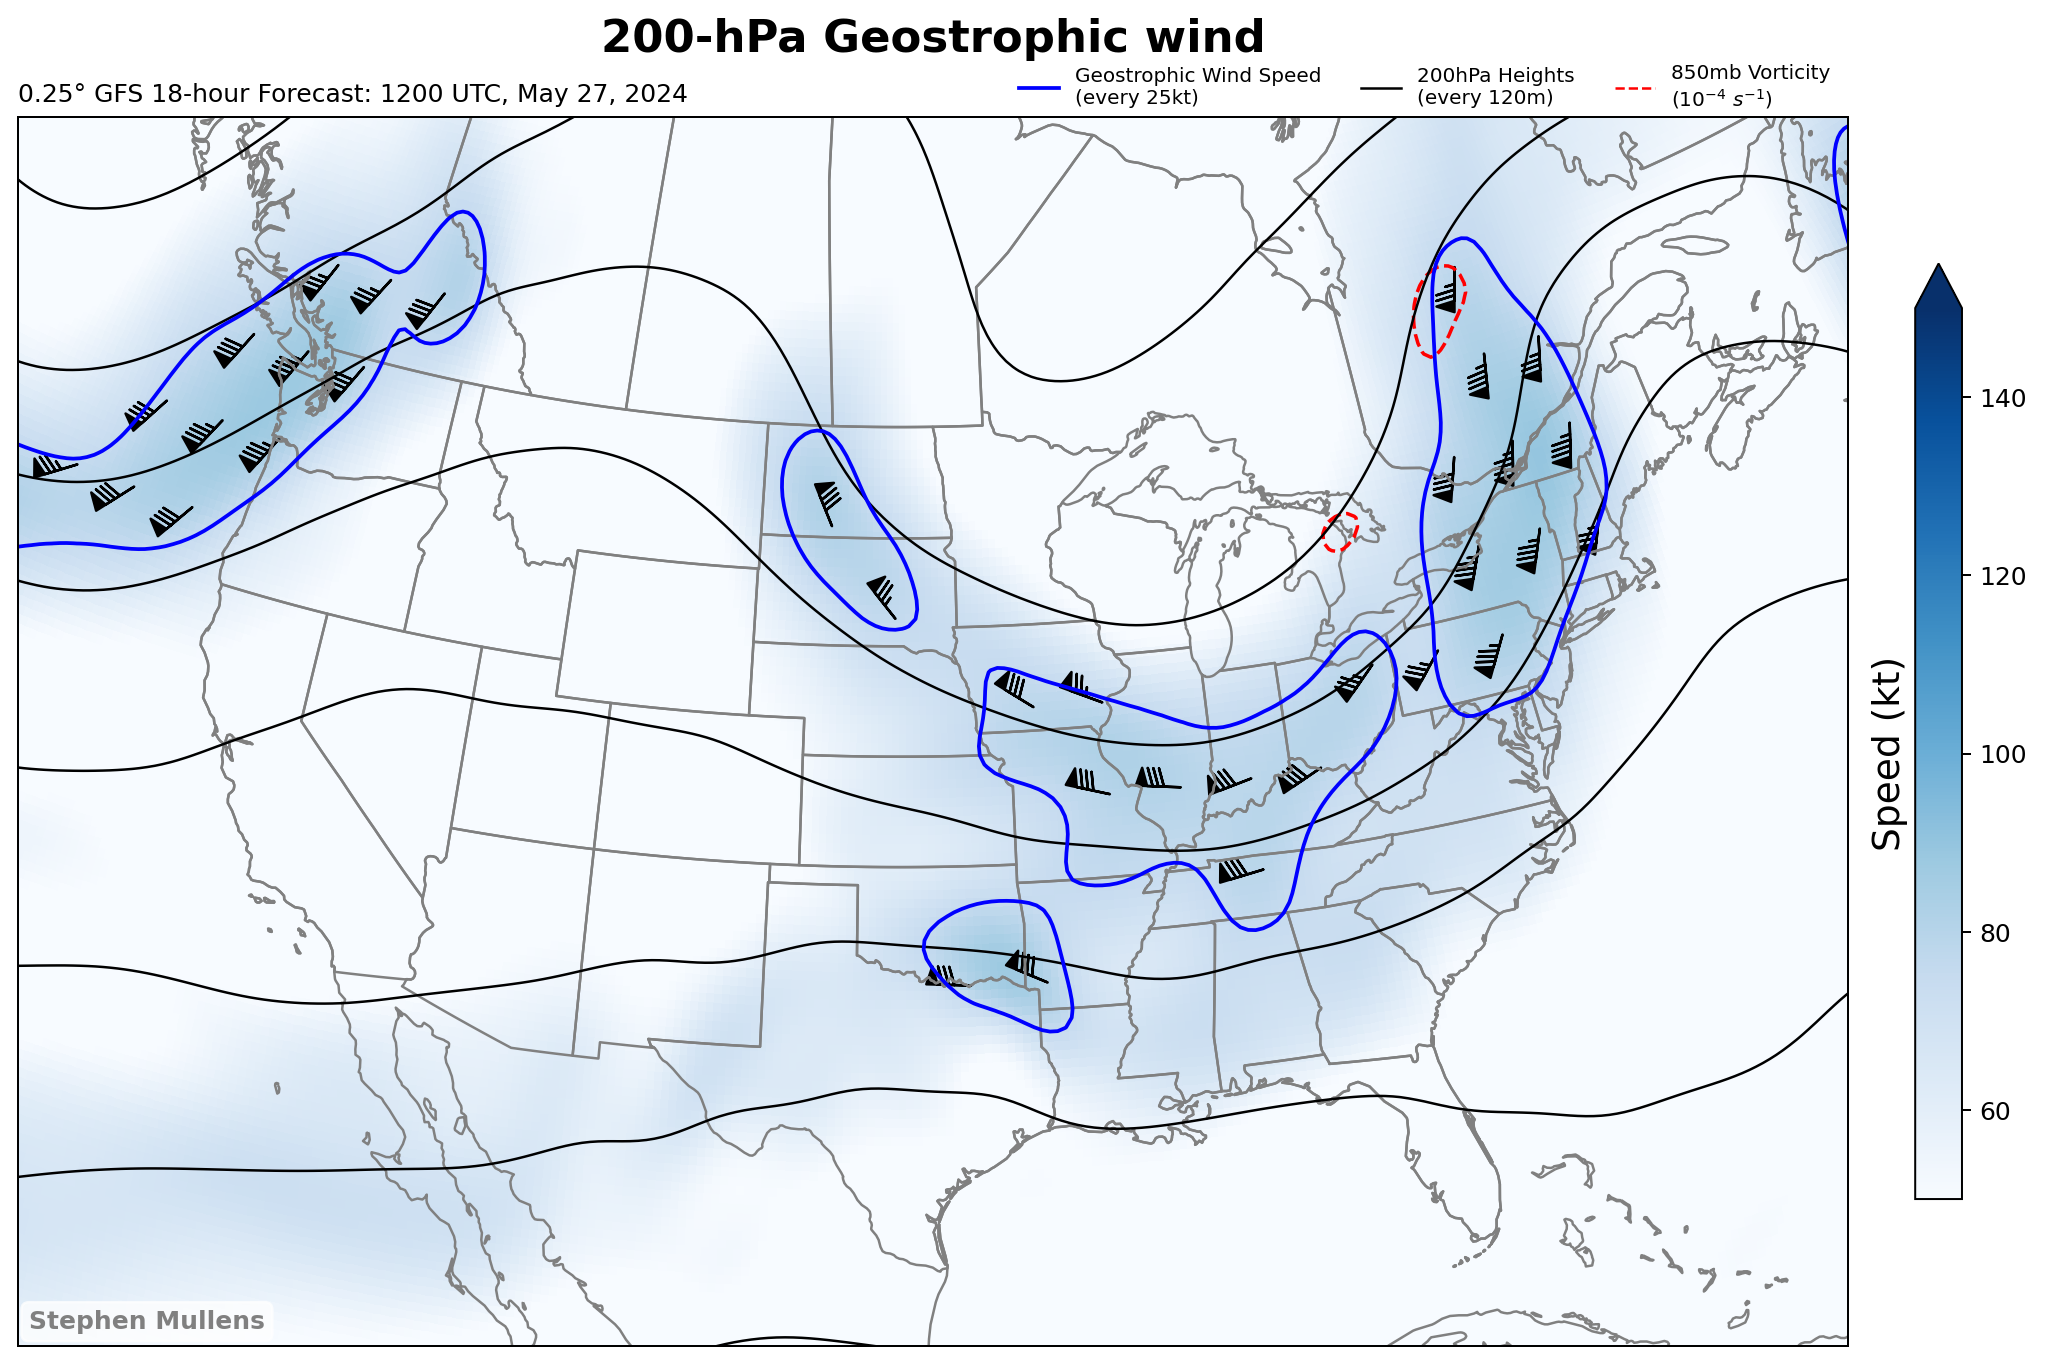 200-hPa Geostrophic wind
0.25° GFS 18-hour Forecast: 1200 UTC, May 27, 2024
Geostrophic Wind Speed
(every 25kt)
200hPa Heights
(every 120m)
850mb Vorticity
(10⁻⁴ s⁻¹)
140
120
100
80
60
Speed (kt)
Stephen Mullens